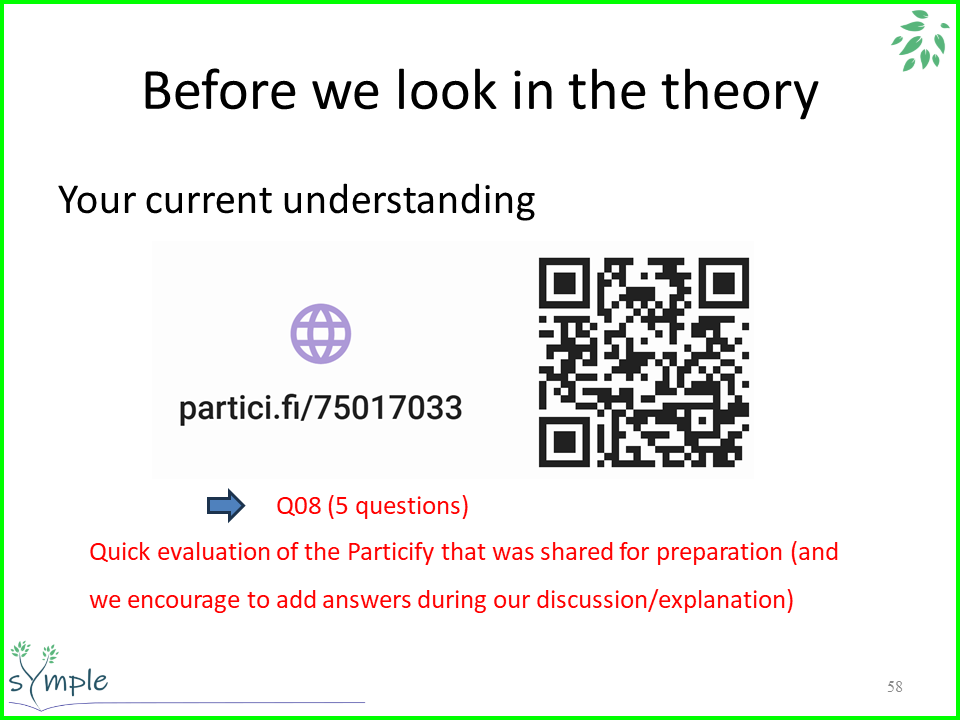 Before we look in the theory
Your current understanding
partici.fi/75017033
Q08 (5 questions)
Quick evaluation of the Particify that was shared for preparation (and
we encourage to add answers during our discussion/explanation)
sYmple
58